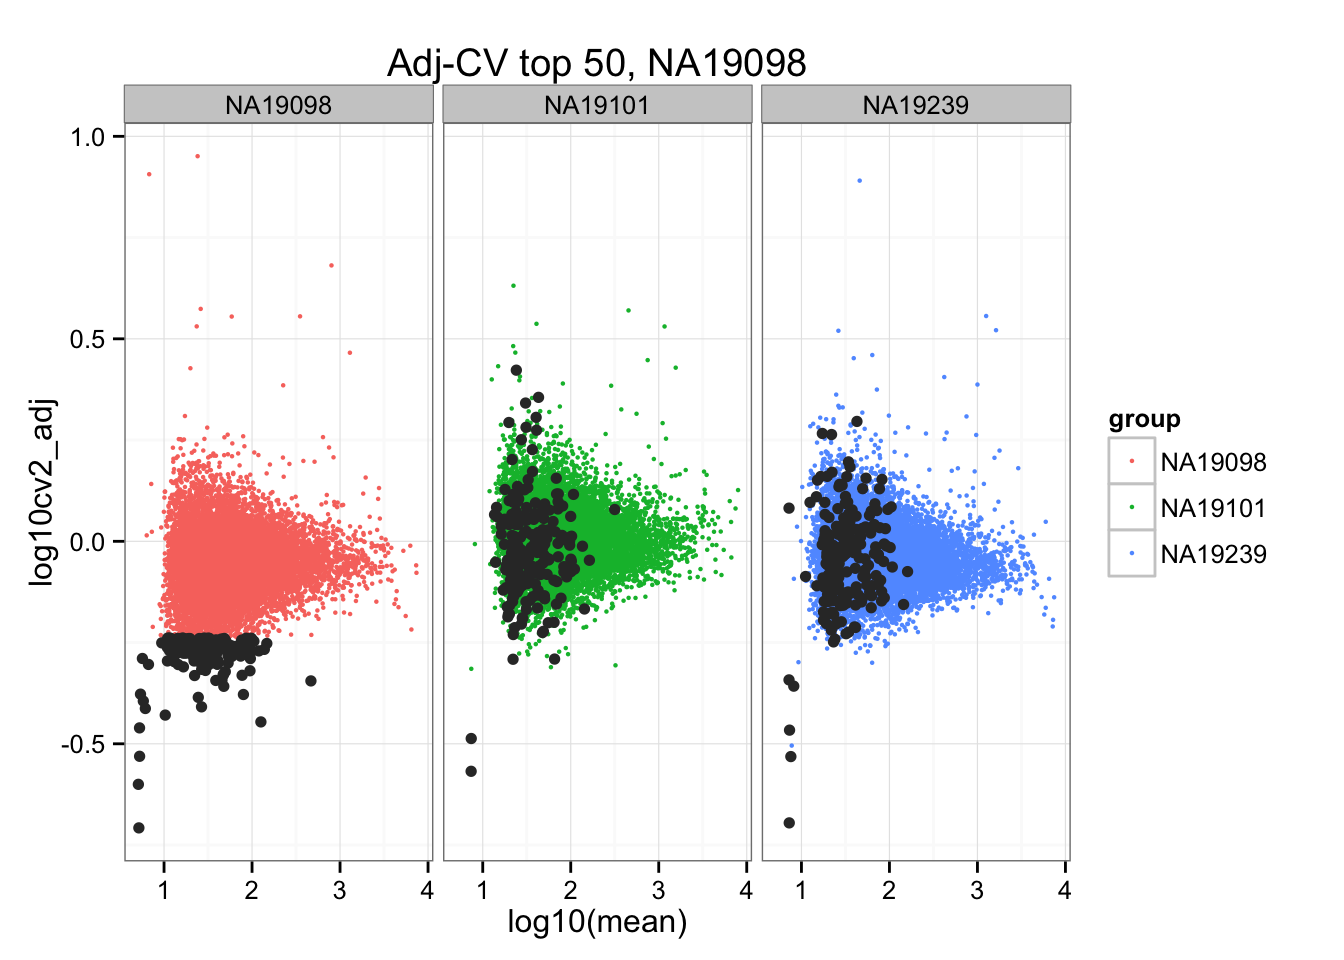 Adj-CV top 50, NA19098
NA19098 NA19101 NA19239
1.0
0.5
0.0
-0.5
log10cv2_adj
1 2 3 4 1 2 3 4 1 2 3 4
log10(mean)
group
NA19098
NA19101
NA19239